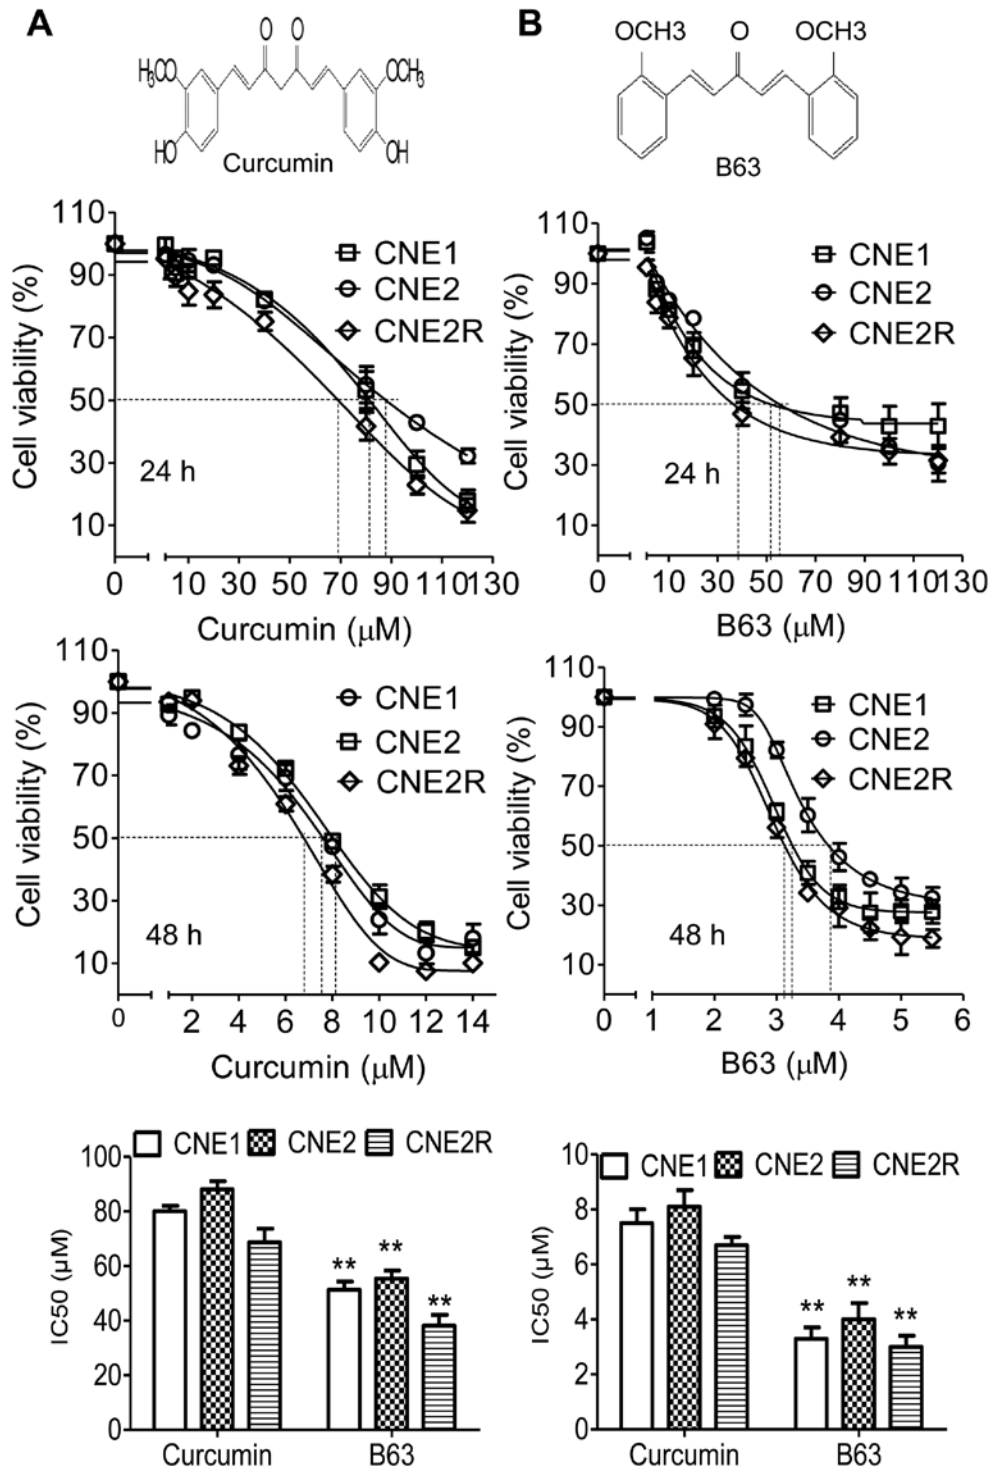 A
B
O O
H₃CO OCH₃
HO OH
Curcumin
OCH3 O OCH3
B63
110
90
70
50
30
10
Cell viability (%)
CNE1
CNE2
CNE2R
24 h
0 10 30 50 70 90 110130
Curcumin (μM)
110
90
70
50
30
10
Cell viability (%)
CNE1
CNE2
CNE2R
24 h
0 10 30 50 70 90 110130
B63 (μM)
110
90
70
50
30
10
Cell viability (%)
CNE1
CNE2
CNE2R
48 h
0 2 4 6 8 10 12 14
Curcumin (μM)
110
90
70
50
30
10
Cell viability (%)
CNE1
CNE2
CNE2R
48 h
0 1 2 3 4 5 6
B63 (μM)
CNE1 CNE2 CNE2R
100
80
60
40
20
0
IC50 (μM)
** ** **
Curcumin B63
CNE1 CNE2 CNE2R
10
8
6
4
2
0
IC50 (μM)
** ** **
Curcumin B63